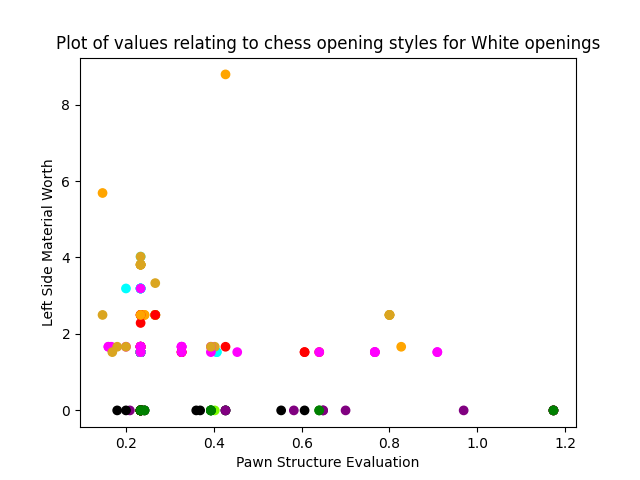 Plot of values relating to chess opening styles for White openings
Left Side Material Worth
8
6
4
2
0
0.2 0.4 0.6 0.8 1.0 1.2
Pawn Structure Evaluation